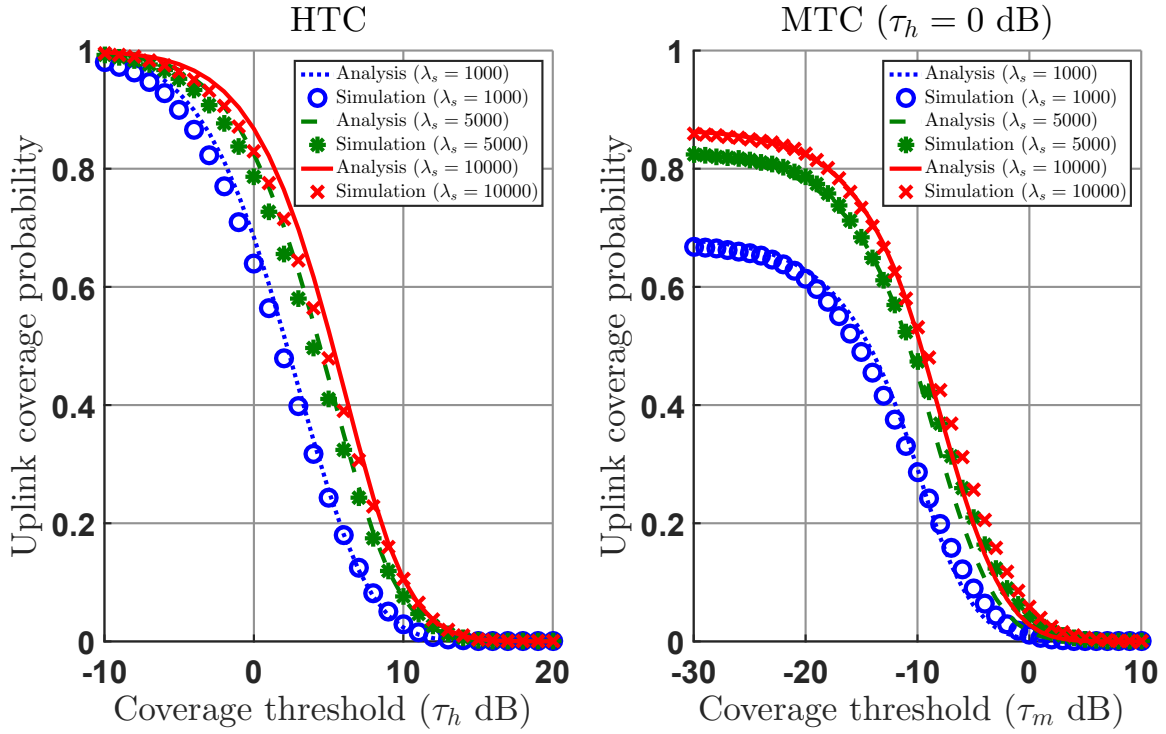 HTC
Uplink coverage probability
1
0.8
0.6
0.4
0.2
0
-10
0
10
20
Coverage threshold (τ_h dB)
Analysis (λ_s = 1000)
Simulation (λ_s = 1000)
Analysis (λ_s = 5000)
Simulation (λ_s = 5000)
Analysis (λ_s = 10000)
Simulation (λ_s = 10000)
MTC (τ_h = 0 dB)
Uplink coverage probability
1
0.8
0.6
0.4
0.2
0
-30
-20
-10
0
10
Coverage threshold (τ_m dB)
Analysis (λ_s = 1000)
Simulation (λ_s = 1000)
Analysis (λ_s = 5000)
Simulation (λ_s = 5000)
Analysis (λ_s = 10000)
Simulation (λ_s = 10000)